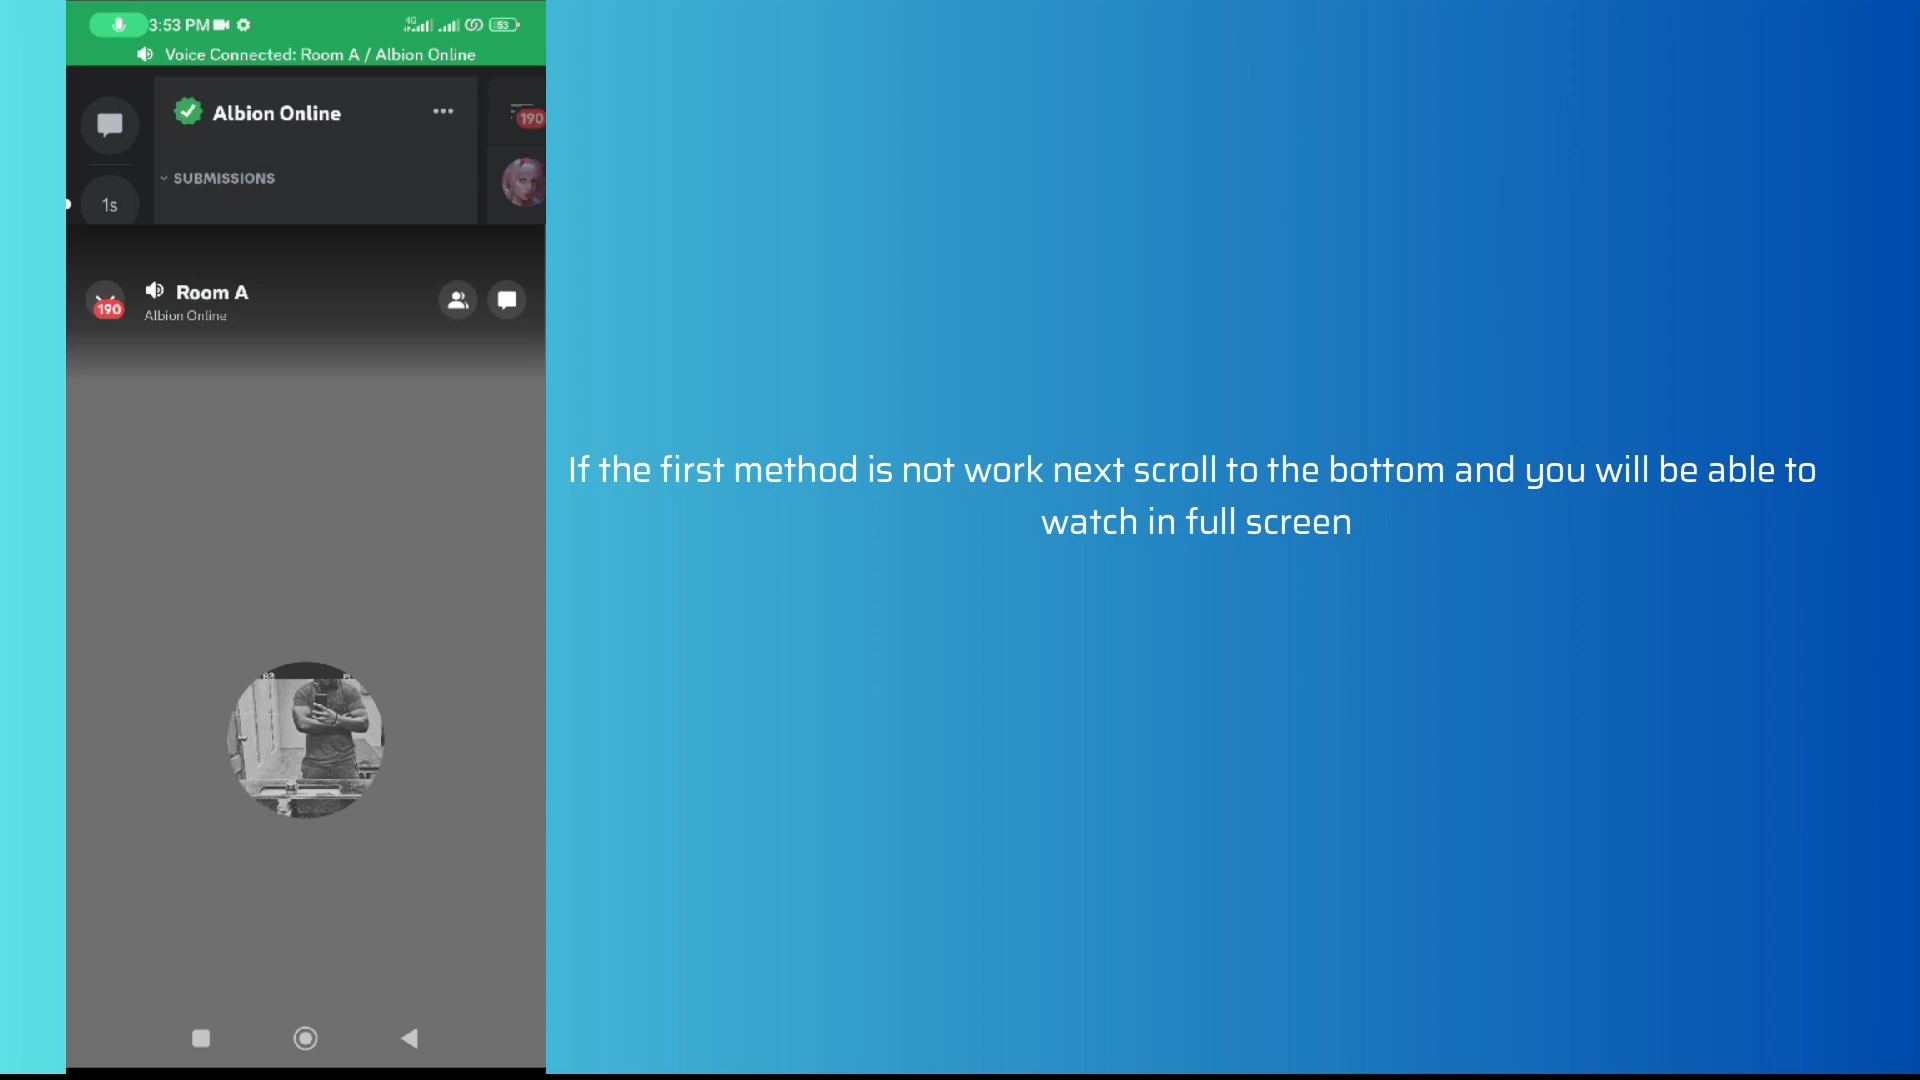 3:53 PM
4G
53
Voice Connected: Room A / Albion Online
Albion Online
190
SUBMISSIONS
1s
Room A
190
Albion Online
If the first method is not work next scroll to the bottom and you will be able to
watch in full screen